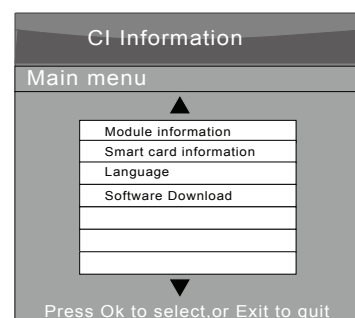 CI Information
Main menu
Module information
Smart card information
Language
Software Download
Press Ok to select,or Exit to quit